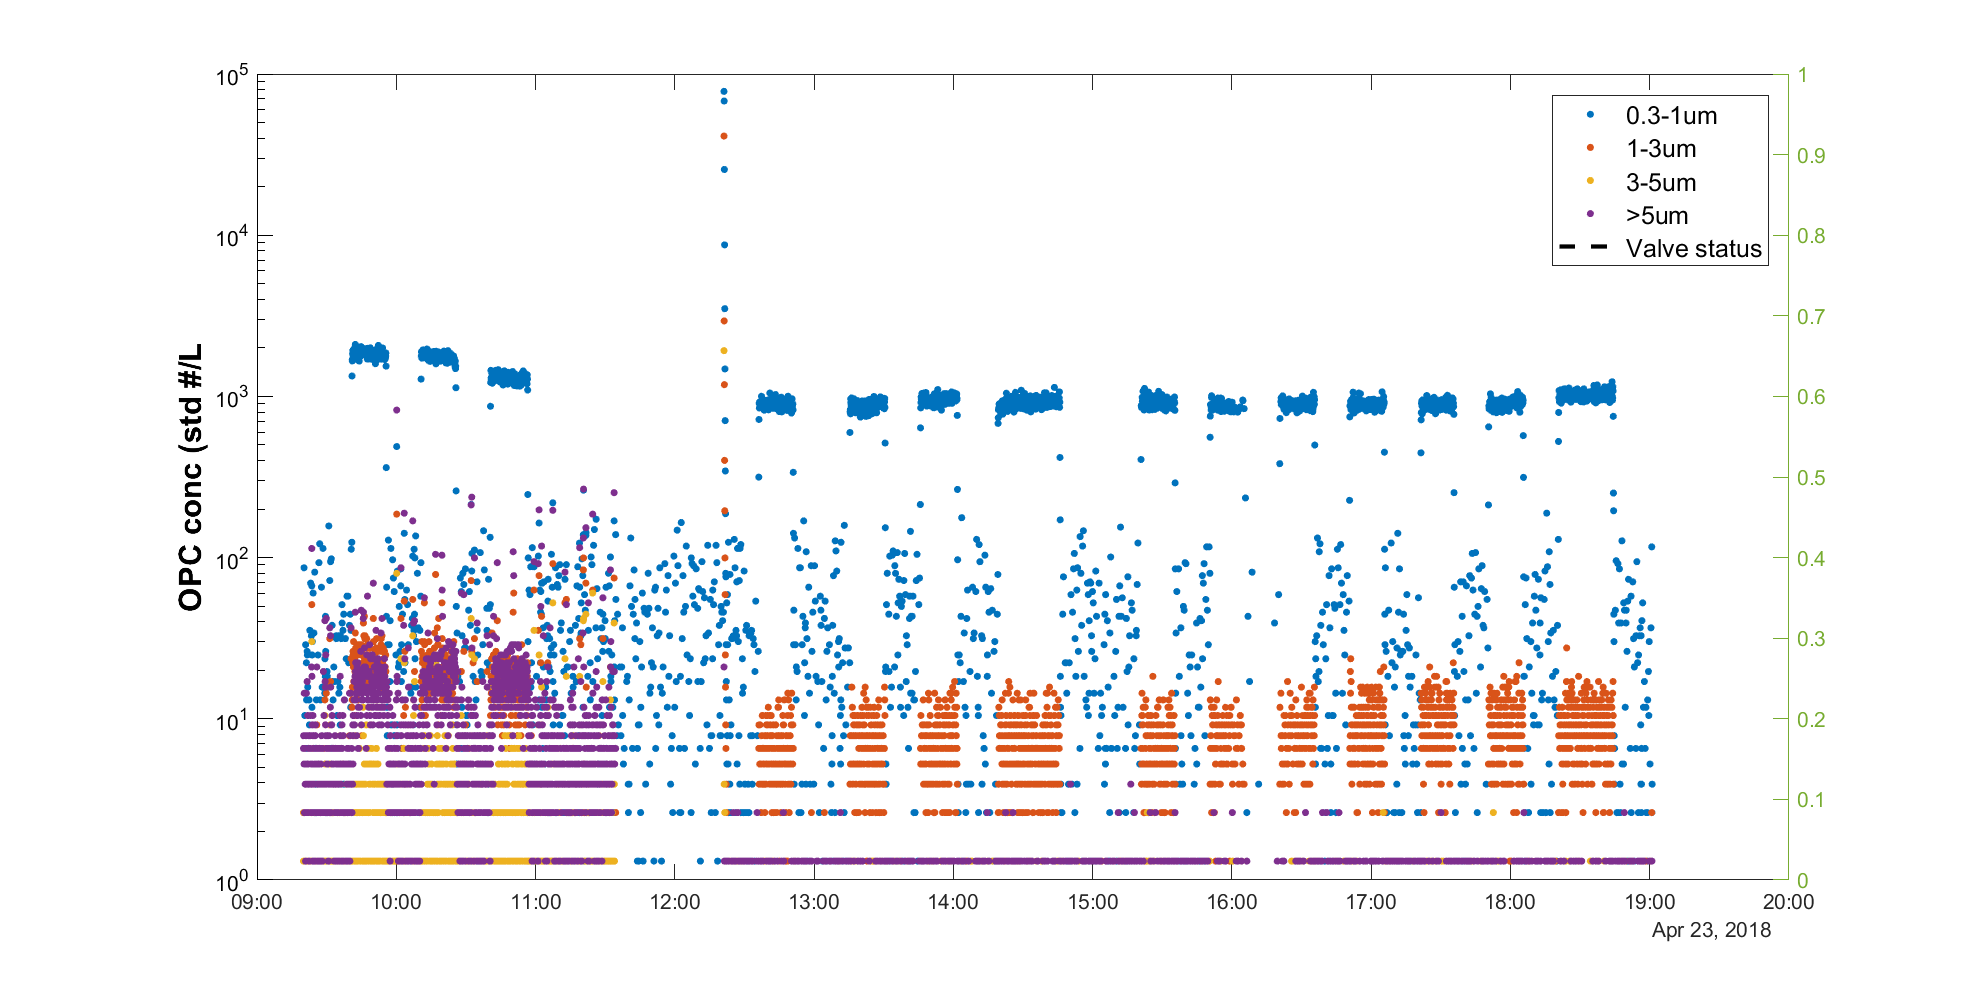 10^5
10^4
10^3
10^2
10^1
10^0
OPC conc (std #/L
0.3-1um
1-3um
3-5um
>5um
Valve status
1
0.9
0.8
0.7
0.6
0.5
0.4
0.3
0.2
0.1
0
09:00 10:00 11:00 12:00 13:00 14:00 15:00 16:00 17:00 18:00 19:00 20:00
Apr 23, 2018